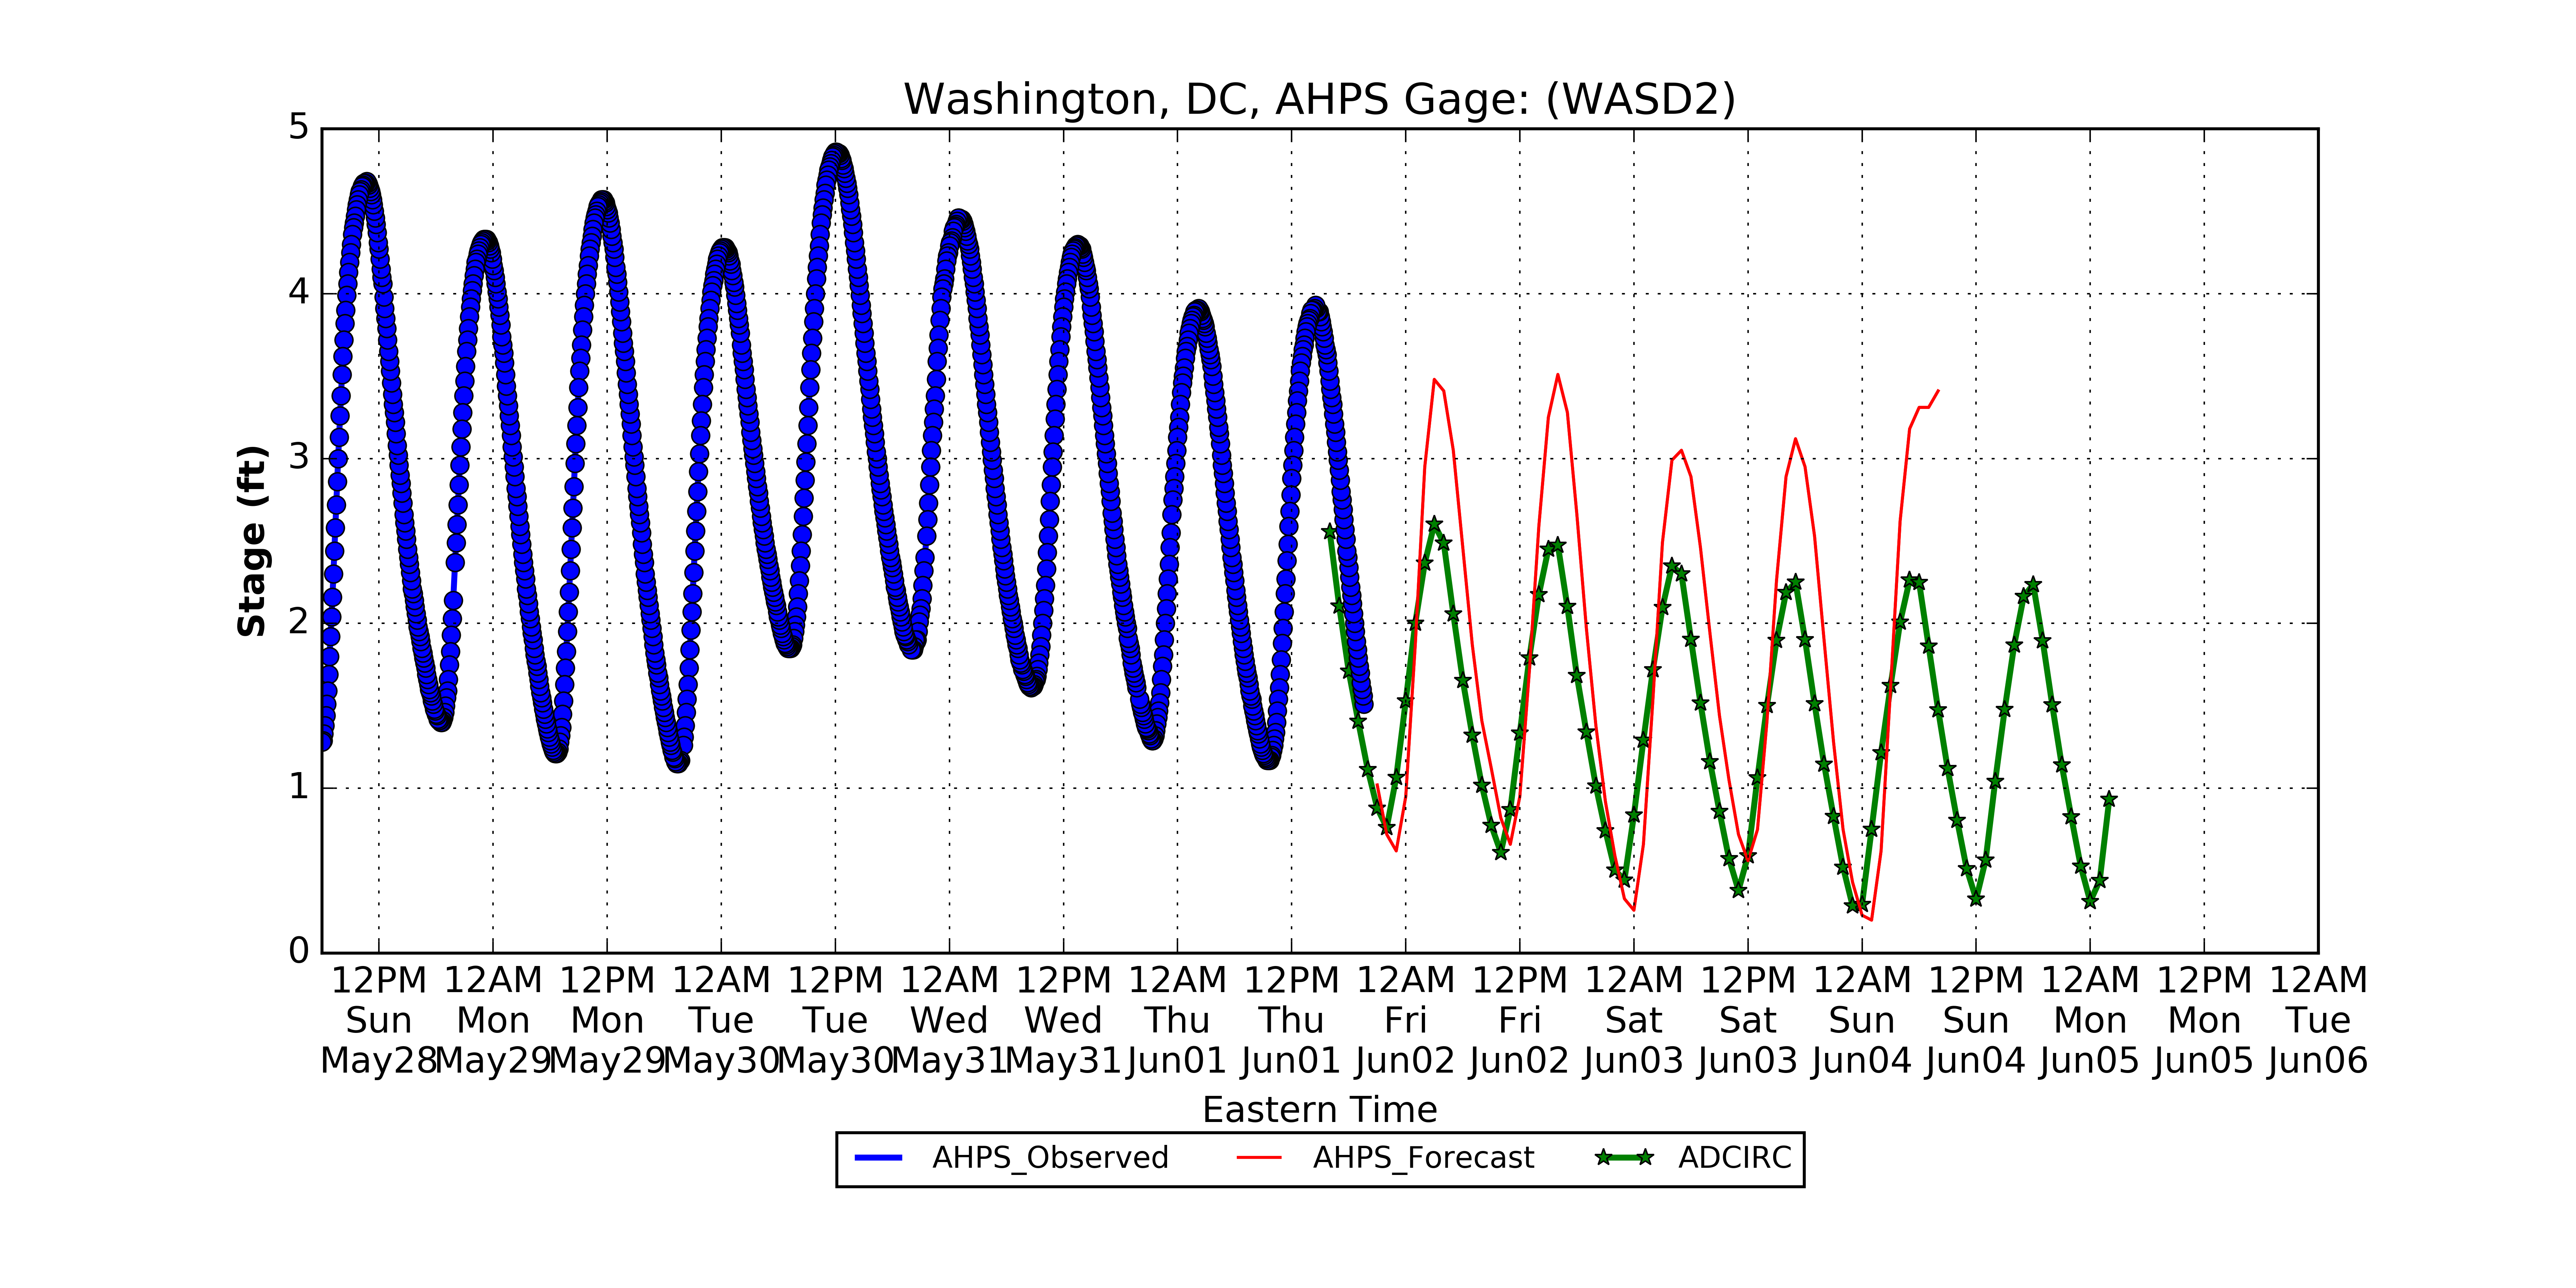 Washington, DC, AHPS Gage: (WASD2)
5
4
3
2
1
0
Stage (ft)
12PM 12AM 12PM 12AM 12PM 12AM 12PM 12AM 12PM 12AM 12PM 12AM 12PM 12AM 12PM 12AM 12PM 12AM
Sun Mon Mon Tue Tue Wed Wed Thu Thu Fri Fri Sat Sat Sun Sun Mon Mon Tue
May28 May29 May29 May30 May30 May31 May31 Jun01 Jun01 Jun02 Jun02 Jun03 Jun03 Jun04 Jun04 Jun05 Jun05 Jun06
Eastern Time
AHPS_Observed AHPS_Forecast ADCIRC